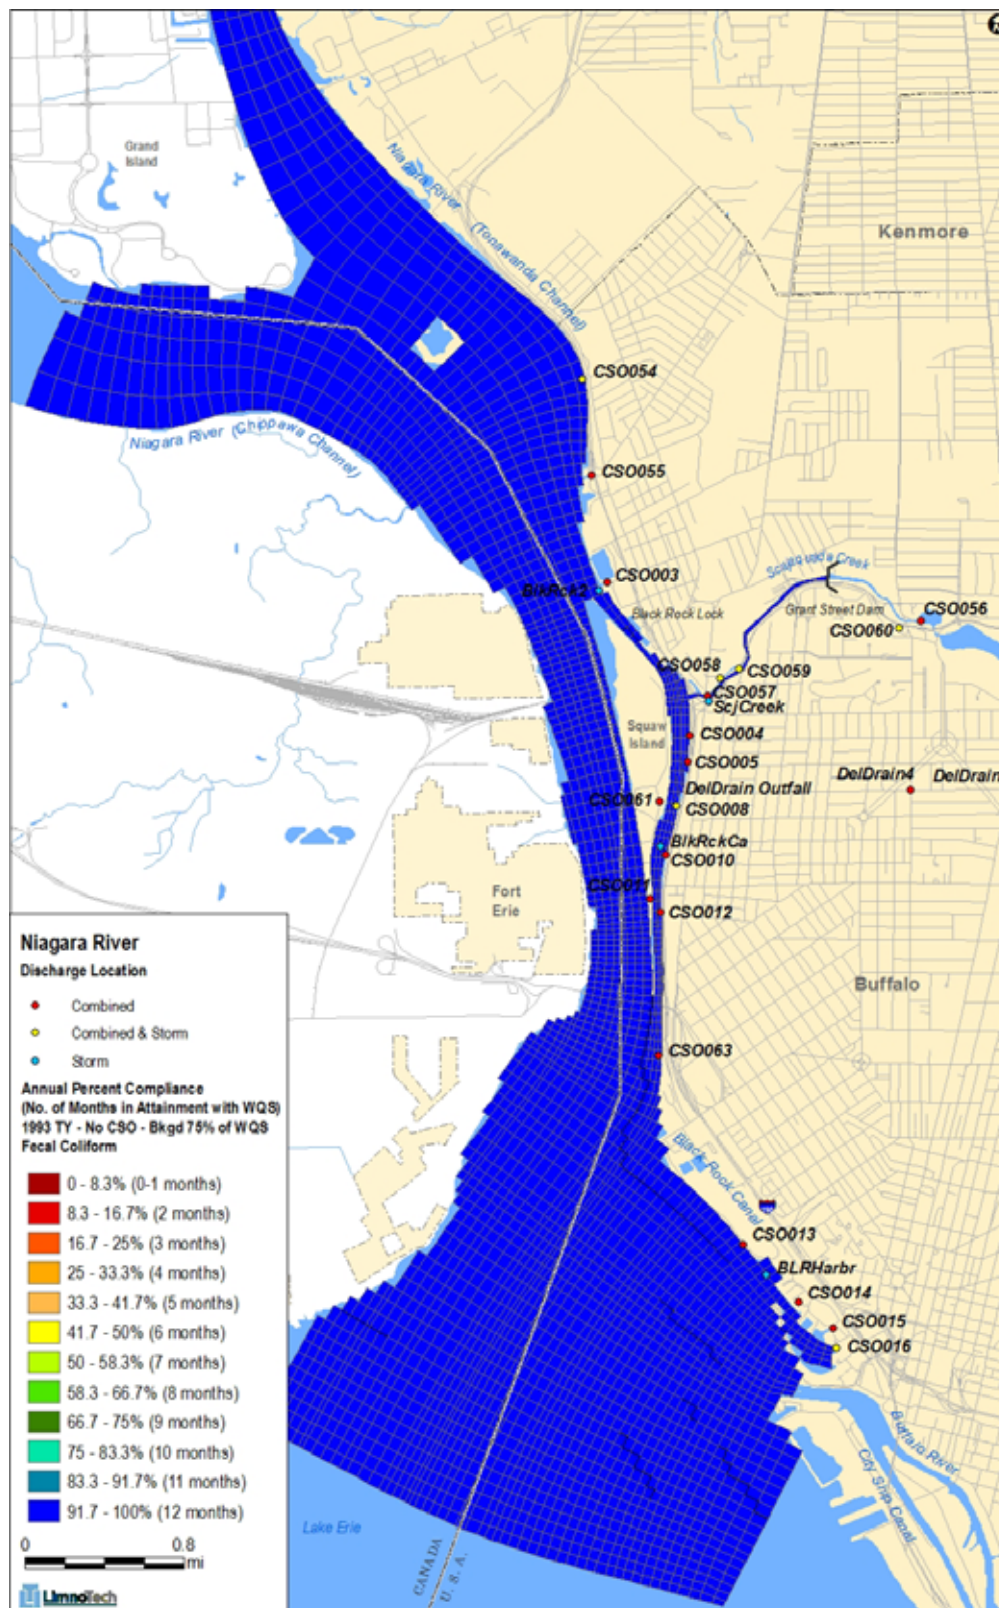 Grand
Island
Niagara River (Tonawanda Channel)
Kenmore
CSO054
Niagara River (Chippawa Channel)
CSO055
CSO003
BlkRck2
Black Rock Lock
Scajaquada Creek
Grant Street Dam
CSO056
CSO060
CSO058
CSO059
CSO057
ScjCreek
Squaw
Island
CSO004
CSO005
DelDrain4
DelDrain
DelDrain Outfall
CSO061
CSO008
BlkRckCa
CSO010
CSO011
CSO012
Fort
Erie
Buffalo
CSO063
Black Rock Canal
CSO013
BLRHarbr
CSO014
CSO015
CSO016
Buffalo River
City Ship Canal
Lake Erie
CANADA
U. S. A.
Niagara River
Discharge Location
Combined
Combined & Storm
Storm
Annual Percent Compliance
(No. of Months in Attainment with WQS)
1993 TY - No CSO - Bkgd 75% of WQS
Fecal Coliform
0 - 8.3% (0-1 months)
8.3 - 16.7% (2 months)
16.7 - 25% (3 months)
25 - 33.3% (4 months)
33.3 - 41.7% (5 months)
41.7 - 50% (6 months)
50 - 58.3% (7 months)
58.3 - 66.7% (8 months)
66.7 - 75% (9 months)
75 - 83.3% (10 months)
83.3 - 91.7% (11 months)
91.7 - 100% (12 months)
0 0.8
mi
LimnoTech